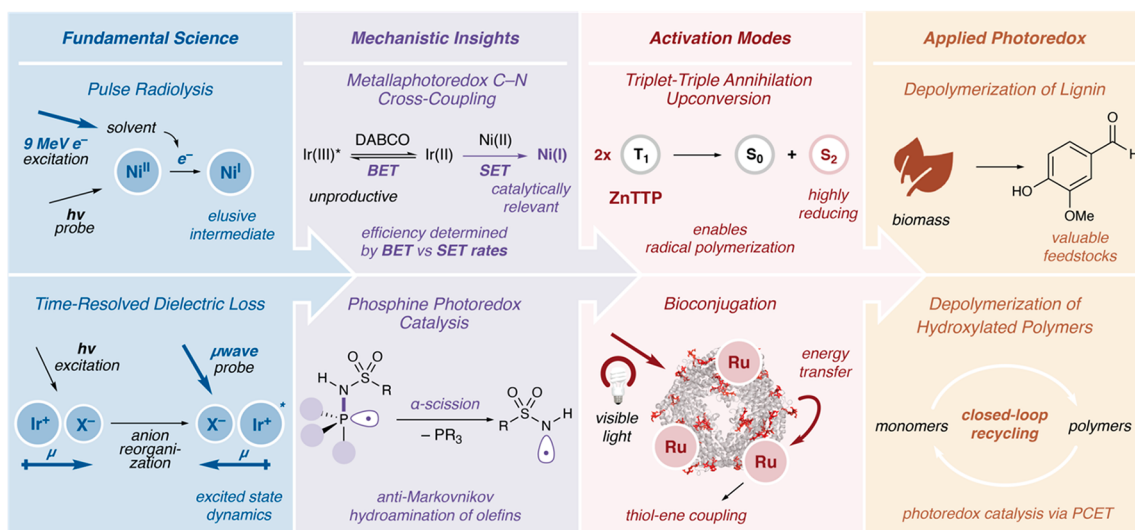 Fundamental Science
Pulse Radiolysis
solvent
9 MeV e–
excitation
e–
NiII
NiI
hv
probe
elusive
intermediate
Time-Resolved Dielectric Loss
hv
excitation
μwave
probe
Ir+
X–
anion
reorgani-
zation
X–
Ir+
*
μ
μ
excited state
dynamics
Mechanistic Insights
Metallaphotoredox C–N
Cross-Coupling
DABCO
Ni(II)
Ir(III)*
Ir(II)
Ni(I)
BET
SET
unproductive
catalytically
relevant
efficiency determined
by BET vs SET rates
Phosphine Photoredox
Catalysis
O
O
H
S
N
R
P
α-scission
– PR3
O
O
S
H
R
N
anti-Markovnikov
hydroamination of olefins
Activation Modes
Triplet-Triple Annihilation
Upconversion
2x
T1
S0
+
S2
ZnTTP
highly
reducing
enables
radical polymerization
Bioconjugation
Ru
energy
transfer
visible
light
Ru
Ru
thiol-ene coupling
Applied Photoredox
Depolymerization of Lignin
O
H
HO
OMe
biomass
valuable
feedstocks
Depolymerization of
Hydroxylated Polymers
monomers
closed-loop
recycling
polymers
photoredox catalysis via PCET